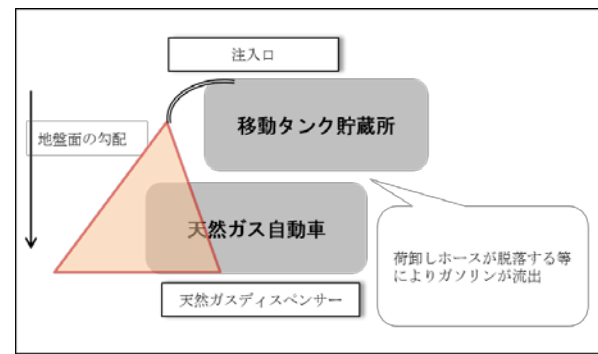 注入口
移動タンク貯蔵所
地盤面の勾配
天然ガス自動車
荷卸しホースが脱落する等
によりガソリンが流出
天然ガスディスペンサー